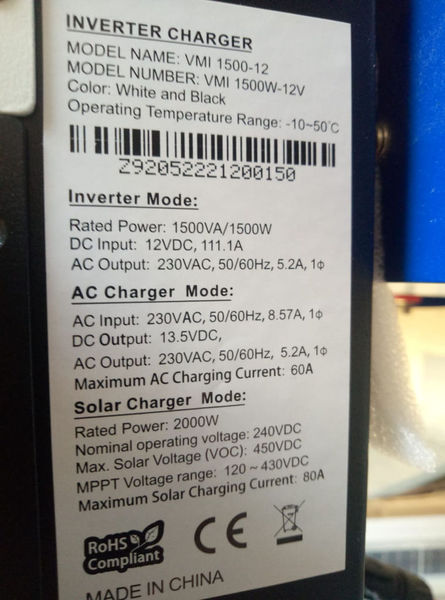 INVERTER CHARGER
MODEL NAME: VMI 1500-12
MODEL NUMBER: VMI 1500W-12V
Color: White and Black
Operating Temperature Range: -10~50°C
Z920522221200150
Inverter Mode:
Rated Power: 1500VA/1500W
DC Input: 12VDC, 111.1A
AC Output: 230VAC, 50/60Hz, 5.2A, 1Φ
AC Charger Mode:
AC Input: 230VAC, 50/60Hz, 8.57A, 1Φ
DC Output: 13.5VDC,
AC Output: 230VAC, 50/60Hz, 5.2A, 1Φ
Maximum AC Charging Current: 60A
Solar Charger Mode:
Rated Power: 2000W
Nominal operating voltage: 240VDC
Max. Solar Voltage (VOC): 450VDC
MPPT Voltage range: 120 ~ 430VDC
Maximum Solar Charging Current: 80A
RoHS
Compliant
CE
MADE IN CHINA